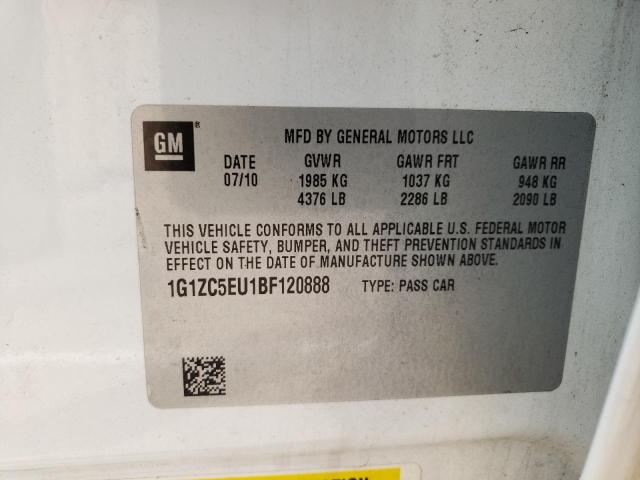 GM®
MFD BY GENERAL MOTORS LLC
DATE GVWR GAWR FRT GAWR RR
07/10 1985 KG 1037 KG 948 KG
4376 LB 2286 LB 2090 LB
THIS VEHICLE CONFORMS TO ALL APPLICABLE U.S. FEDERAL MOTOR
VEHICLE SAFETY, BUMPER, AND THEFT PREVENTION STANDARDS IN
EFFECT ON THE DATE OF MANUFACTURE SHOWN ABOVE.
1G1ZC5EU1BF120888 TYPE: PASS CAR